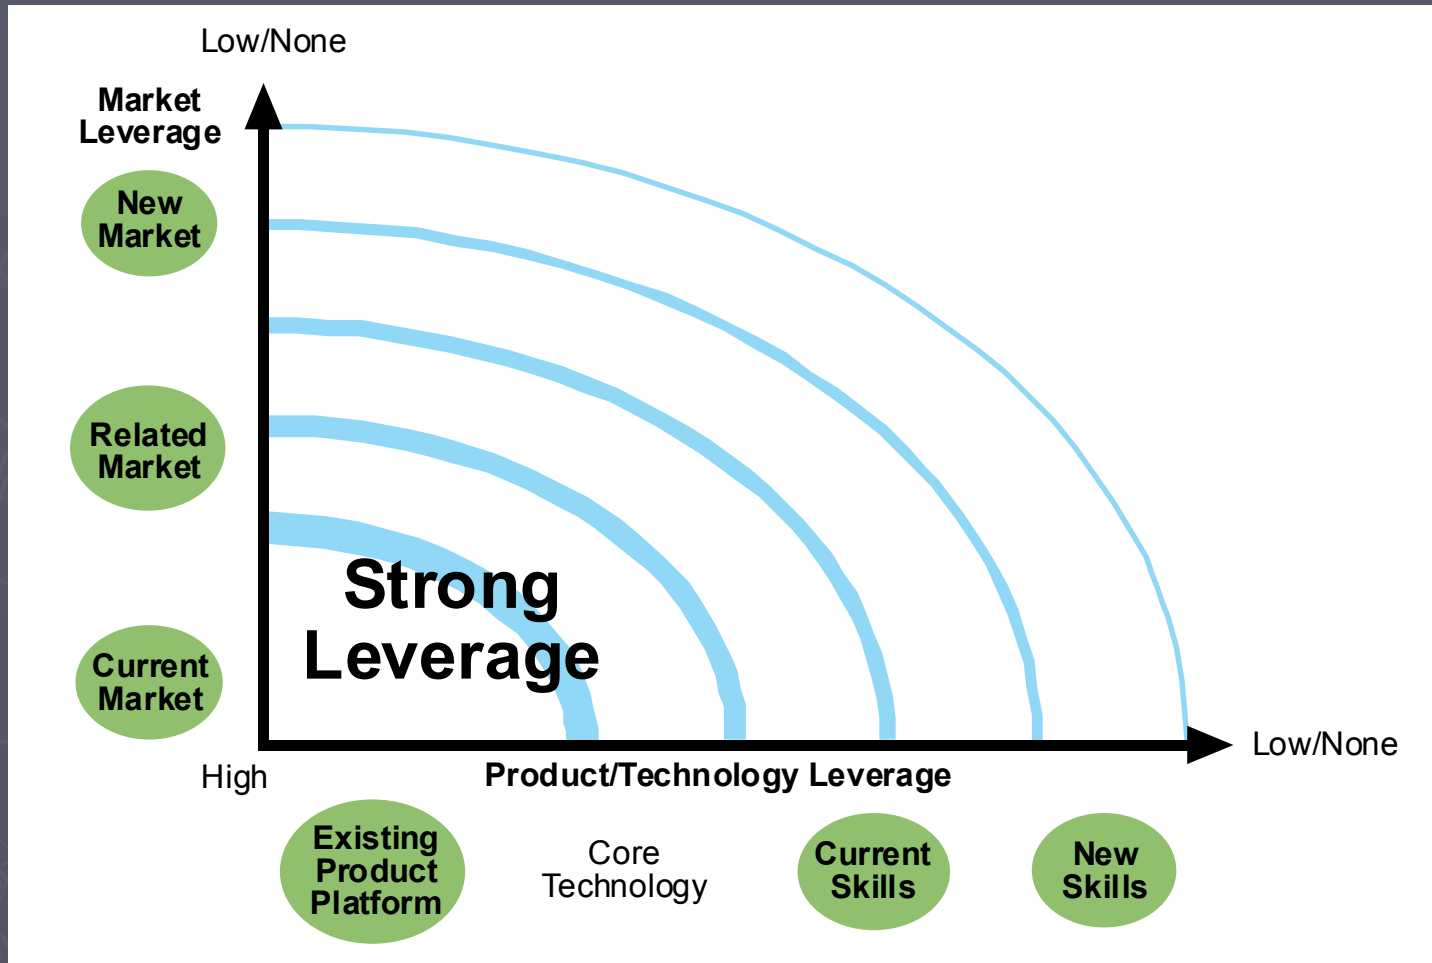 Low/None
Market
Leverage
New
Market
Related
Market
Strong
Leverage
Current
Market
High
Product/Technology Leverage
Low/None
Existing
Product
Platform
Core
Technology
Current
Skills
New
Skills